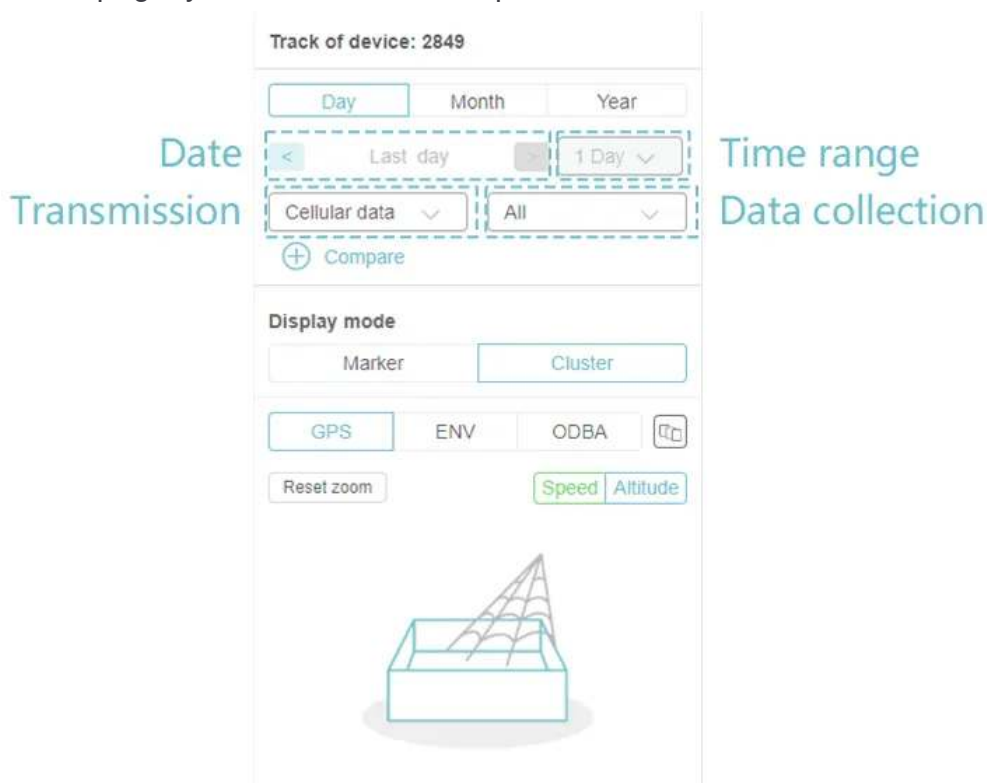 Track of device: 2849
Day Month Year
Date < Last day > 1 Day Time range
Transmission Cellular data All Data collection
Compare
Display mode
Marker Cluster
GPS ENV ODBA
Reset zoom Speed Altitude